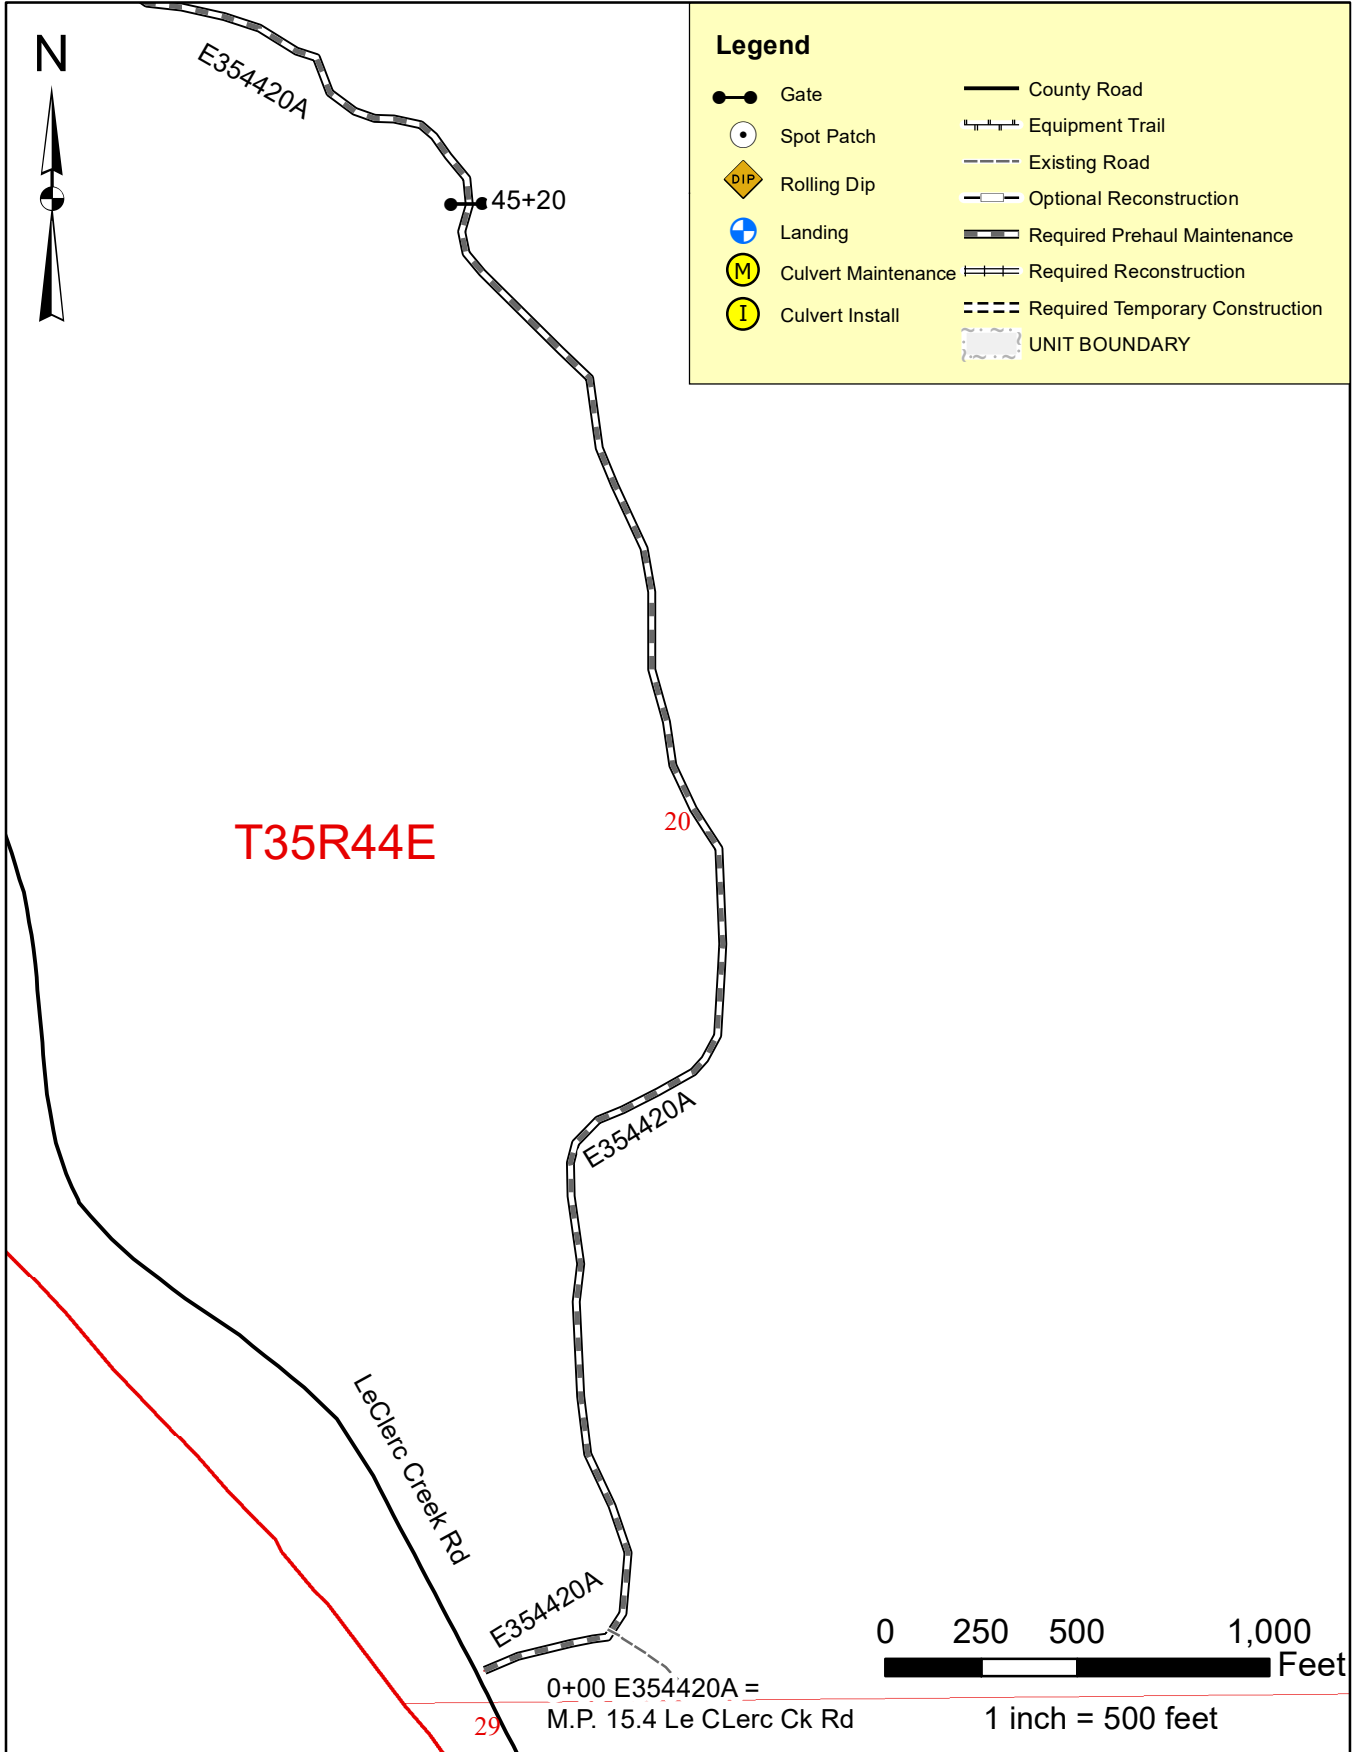 N
E354420A
45+20
Legend
Gate
Spot Patch
DIP
Rolling Dip
Landing
M
Culvert Maintenance
I
Culvert Install
County Road
Equipment Trail
Existing Road
Optional Reconstruction
Required Prehaul Maintenance
Required Reconstruction
Required Temporary Construction
UNIT BOUNDARY
20
T35R44E
E354420A
LeClerc Creek Rd
E354420A
0+00 E354420A =
M.P. 15.4 Le CLerc Ck Rd
29
0 250 500 1,000
Feet
1 inch = 500 feet